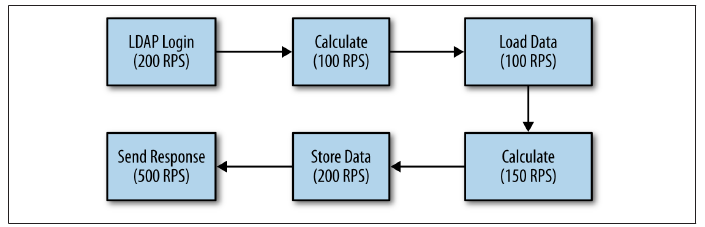 LDAP Login
(200 RPS)
Calculate
(100 RPS)
Load Data
(100 RPS)
Send Response
(500 RPS)
Store Data
(200 RPS)
Calculate
(150 RPS)